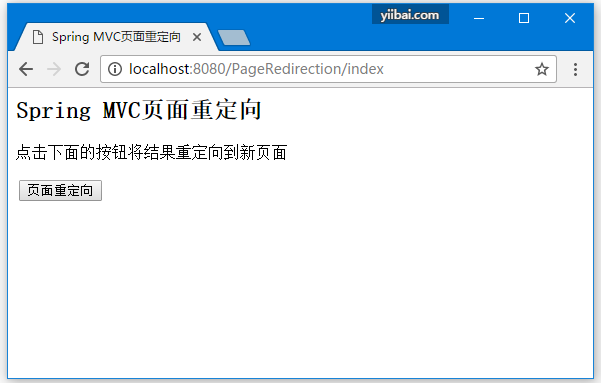 yiibai.com
Spring MVC页面重定向
localhost:8080/PageRedirection/index
Spring MVC页面重定向
点击下面的按钮将结果重定向到新页面
页面重定向